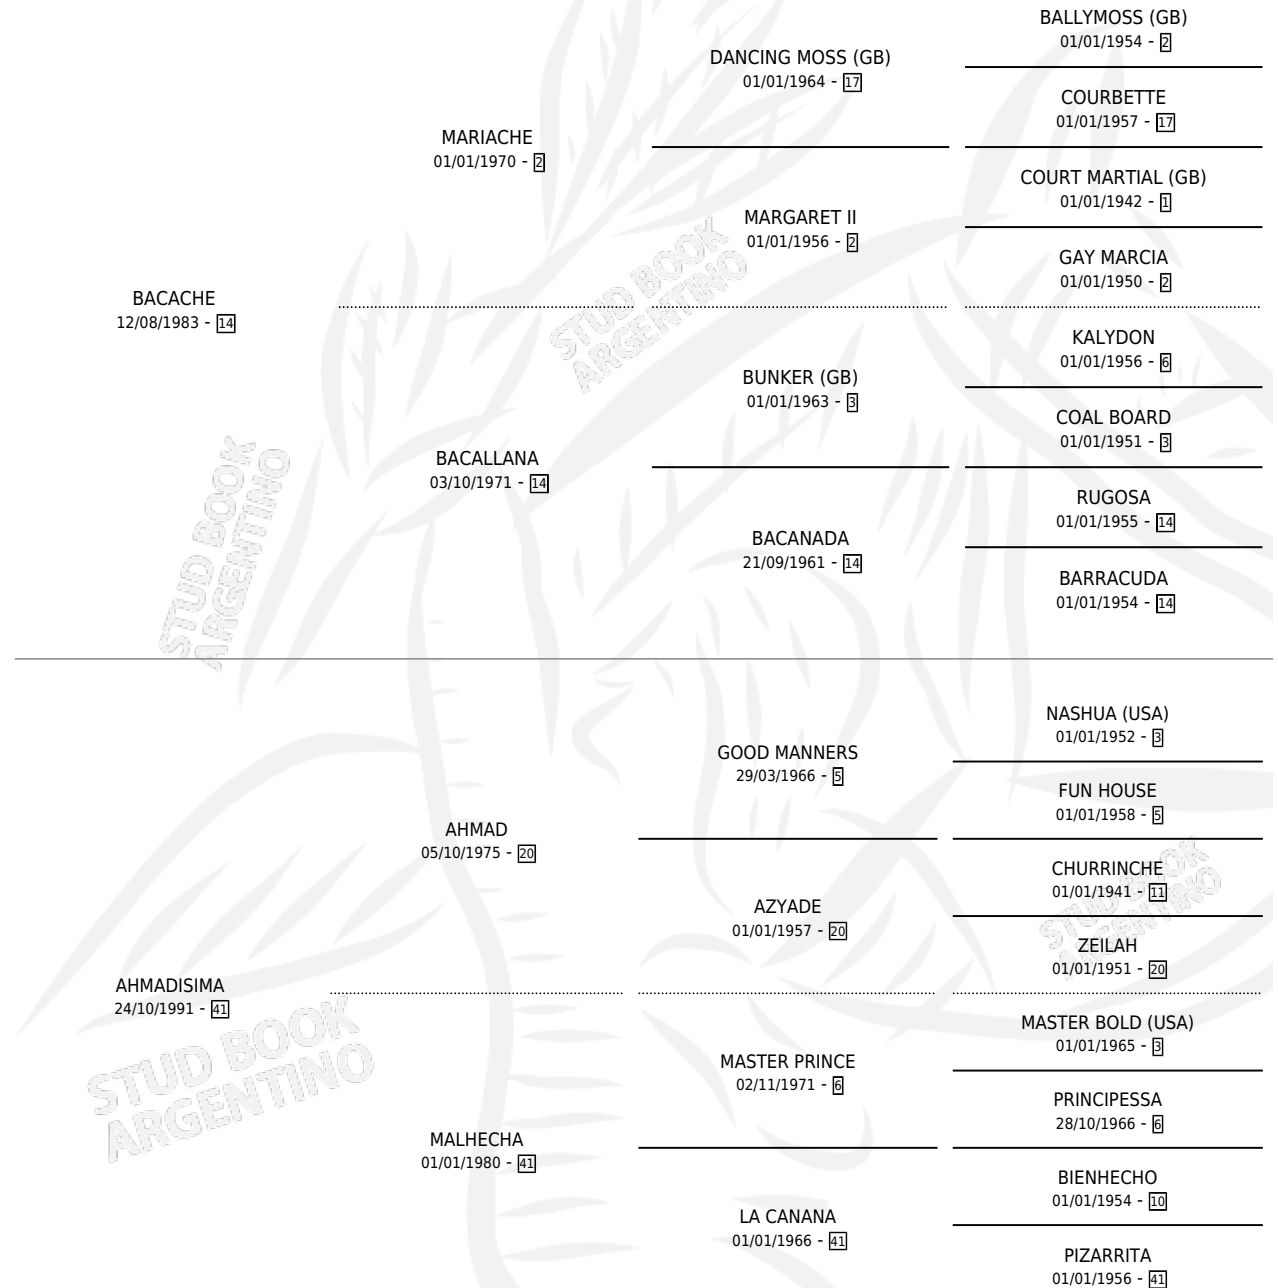 BALLYMOSS (GB)
01/01/1954 - 2
DANCING MOSS (GB)
01/01/1964 - 17
COURBETTE
01/01/1957 - 17
MARIACHE
01/01/1970 - 2
COURT MARTIAL (GB)
01/01/1942 - 1
MARGARET II
01/01/1956 - 2
GAY MARCIA
01/01/1950 - 2
BACACHE
12/08/1983 - 14
KALYDON
01/01/1956 - 6
BUNKER (GB)
01/01/1963 - 3
COAL BOARD
01/01/1951 - 3
BACALLANA
03/10/1971 - 14
RUGOSA
01/01/1955 - 14
BACANADA
21/09/1961 - 14
BARRACUDA
01/01/1954 - 14
NASHUA (USA)
01/01/1952 - 3
GOOD MANNERS
29/03/1966 - 5
FUN HOUSE
01/01/1958 - 5
AHMAD
05/10/1975 - 20
CHURRINCHE
01/01/1941 - 11
AZYADE
01/01/1957 - 20
ZEILAH
01/01/1951 - 20
AHMADISIMA
24/10/1991 - 41
MASTER BOLD (USA)
01/01/1965 - 3
MASTER PRINCE
02/11/1971 - 6
PRINCIPESSA
28/10/1966 - 6
MALHECHA
01/01/1980 - 41
BIENHECHO
01/01/1954 - 10
LA CANANA
01/01/1966 - 41
PIZARRITA
01/01/1956 - 41
STUD BOOK
ARGENTINO
STUD BOOK
ARGENTINO
STUD BOOK
ARGENTINO
STUD BOOK
ARGENTINO